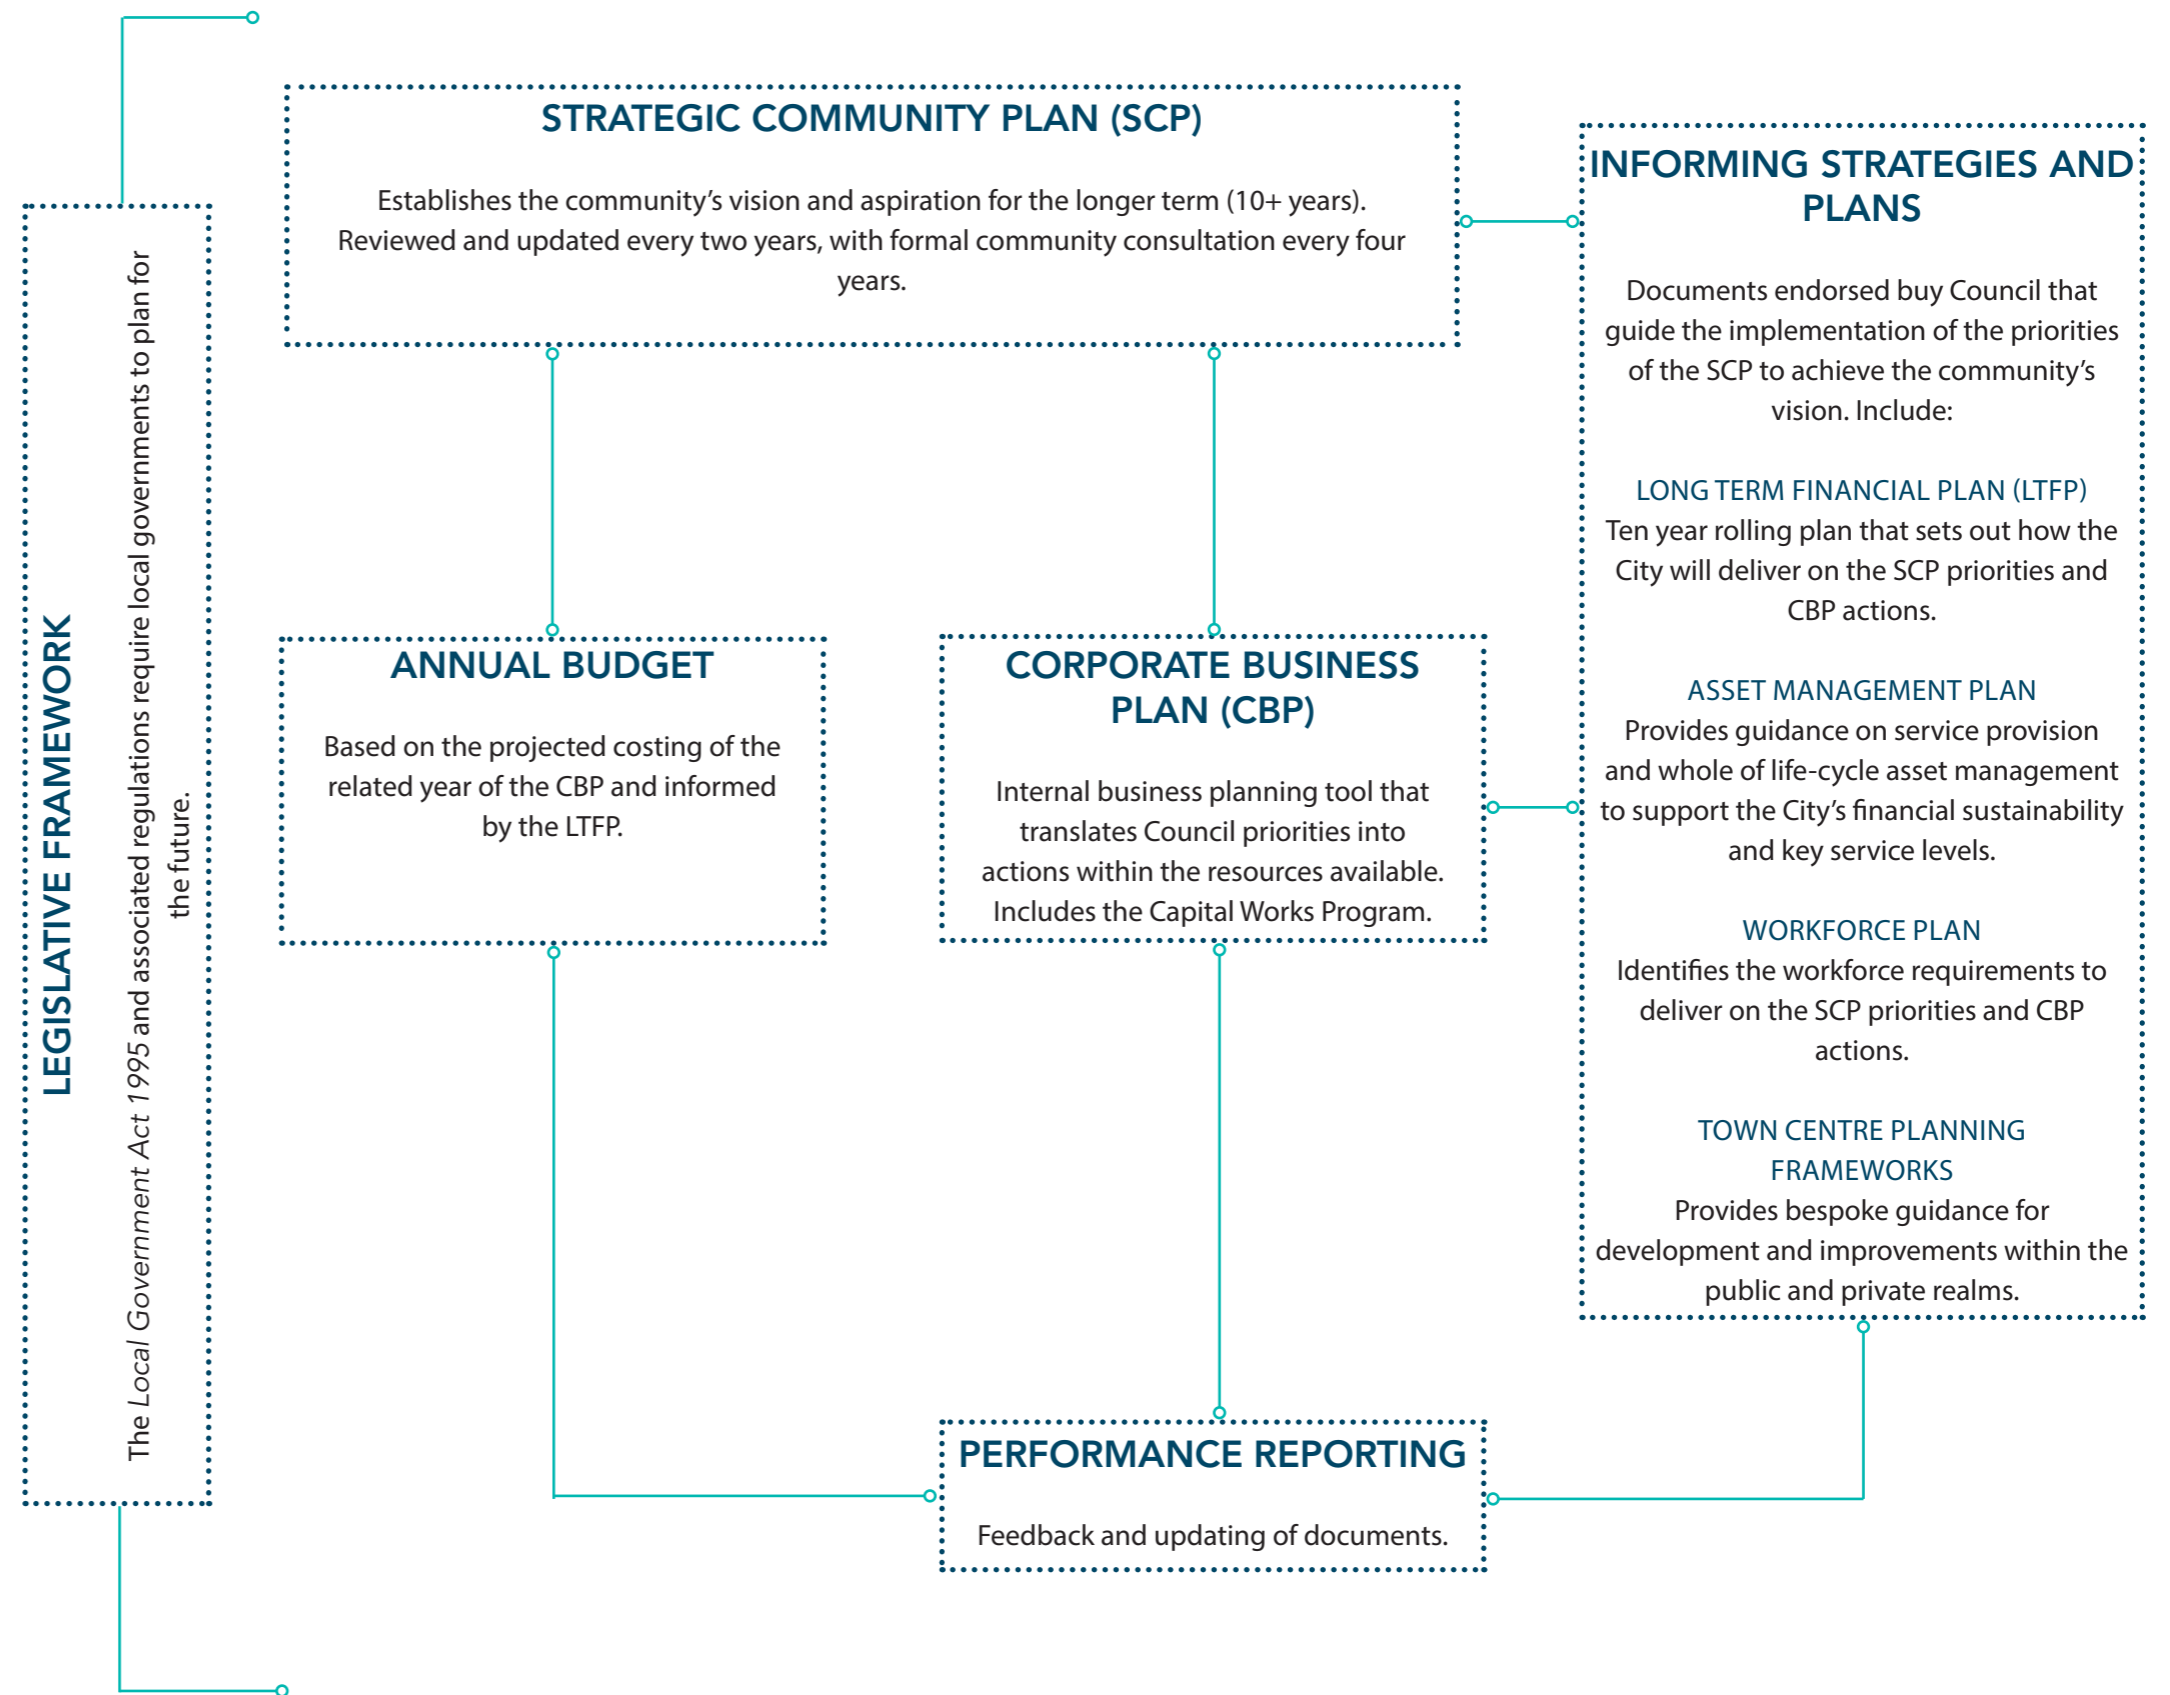 LEGISLATIVE FRAMEWORK
The Local Government Act 1995 and associated regulations require local governments to plan for
the future.
STRATEGIC COMMUNITY PLAN (SCP)
Establishes the community’s vision and aspiration for the longer term (10+ years).
Reviewed and updated every two years, with formal community consultation every four
years.
ANNUAL BUDGET
Based on the projected costing of the
related year of the CBP and informed
by the LTFP.
CORPORATE BUSINESS
PLAN (CBP)
Internal business planning tool that
translates Council priorities into
actions within the resources available.
Includes the Capital Works Program.
INFORMING STRATEGIES AND
PLANS
Documents endorsed buy Council that
guide the implementation of the priorities
of the SCP to achieve the community’s
vision. Include:
LONG TERM FINANCIAL PLAN (LTFP)
Ten year rolling plan that sets out how the
City will deliver on the SCP priorities and
CBP actions.
ASSET MANAGEMENT PLAN
Provides guidance on service provision
and whole of life-cycle asset management
to support the City’s financial sustainability
and key service levels.
WORKFORCE PLAN
Identifies the workforce requirements to
deliver on the SCP priorities and CBP
actions.
TOWN CENTRE PLANNING
FRAMEWORKS
Provides bespoke guidance for
development and improvements within the
public and private realms.
PERFORMANCE REPORTING
Feedback and updating of documents.